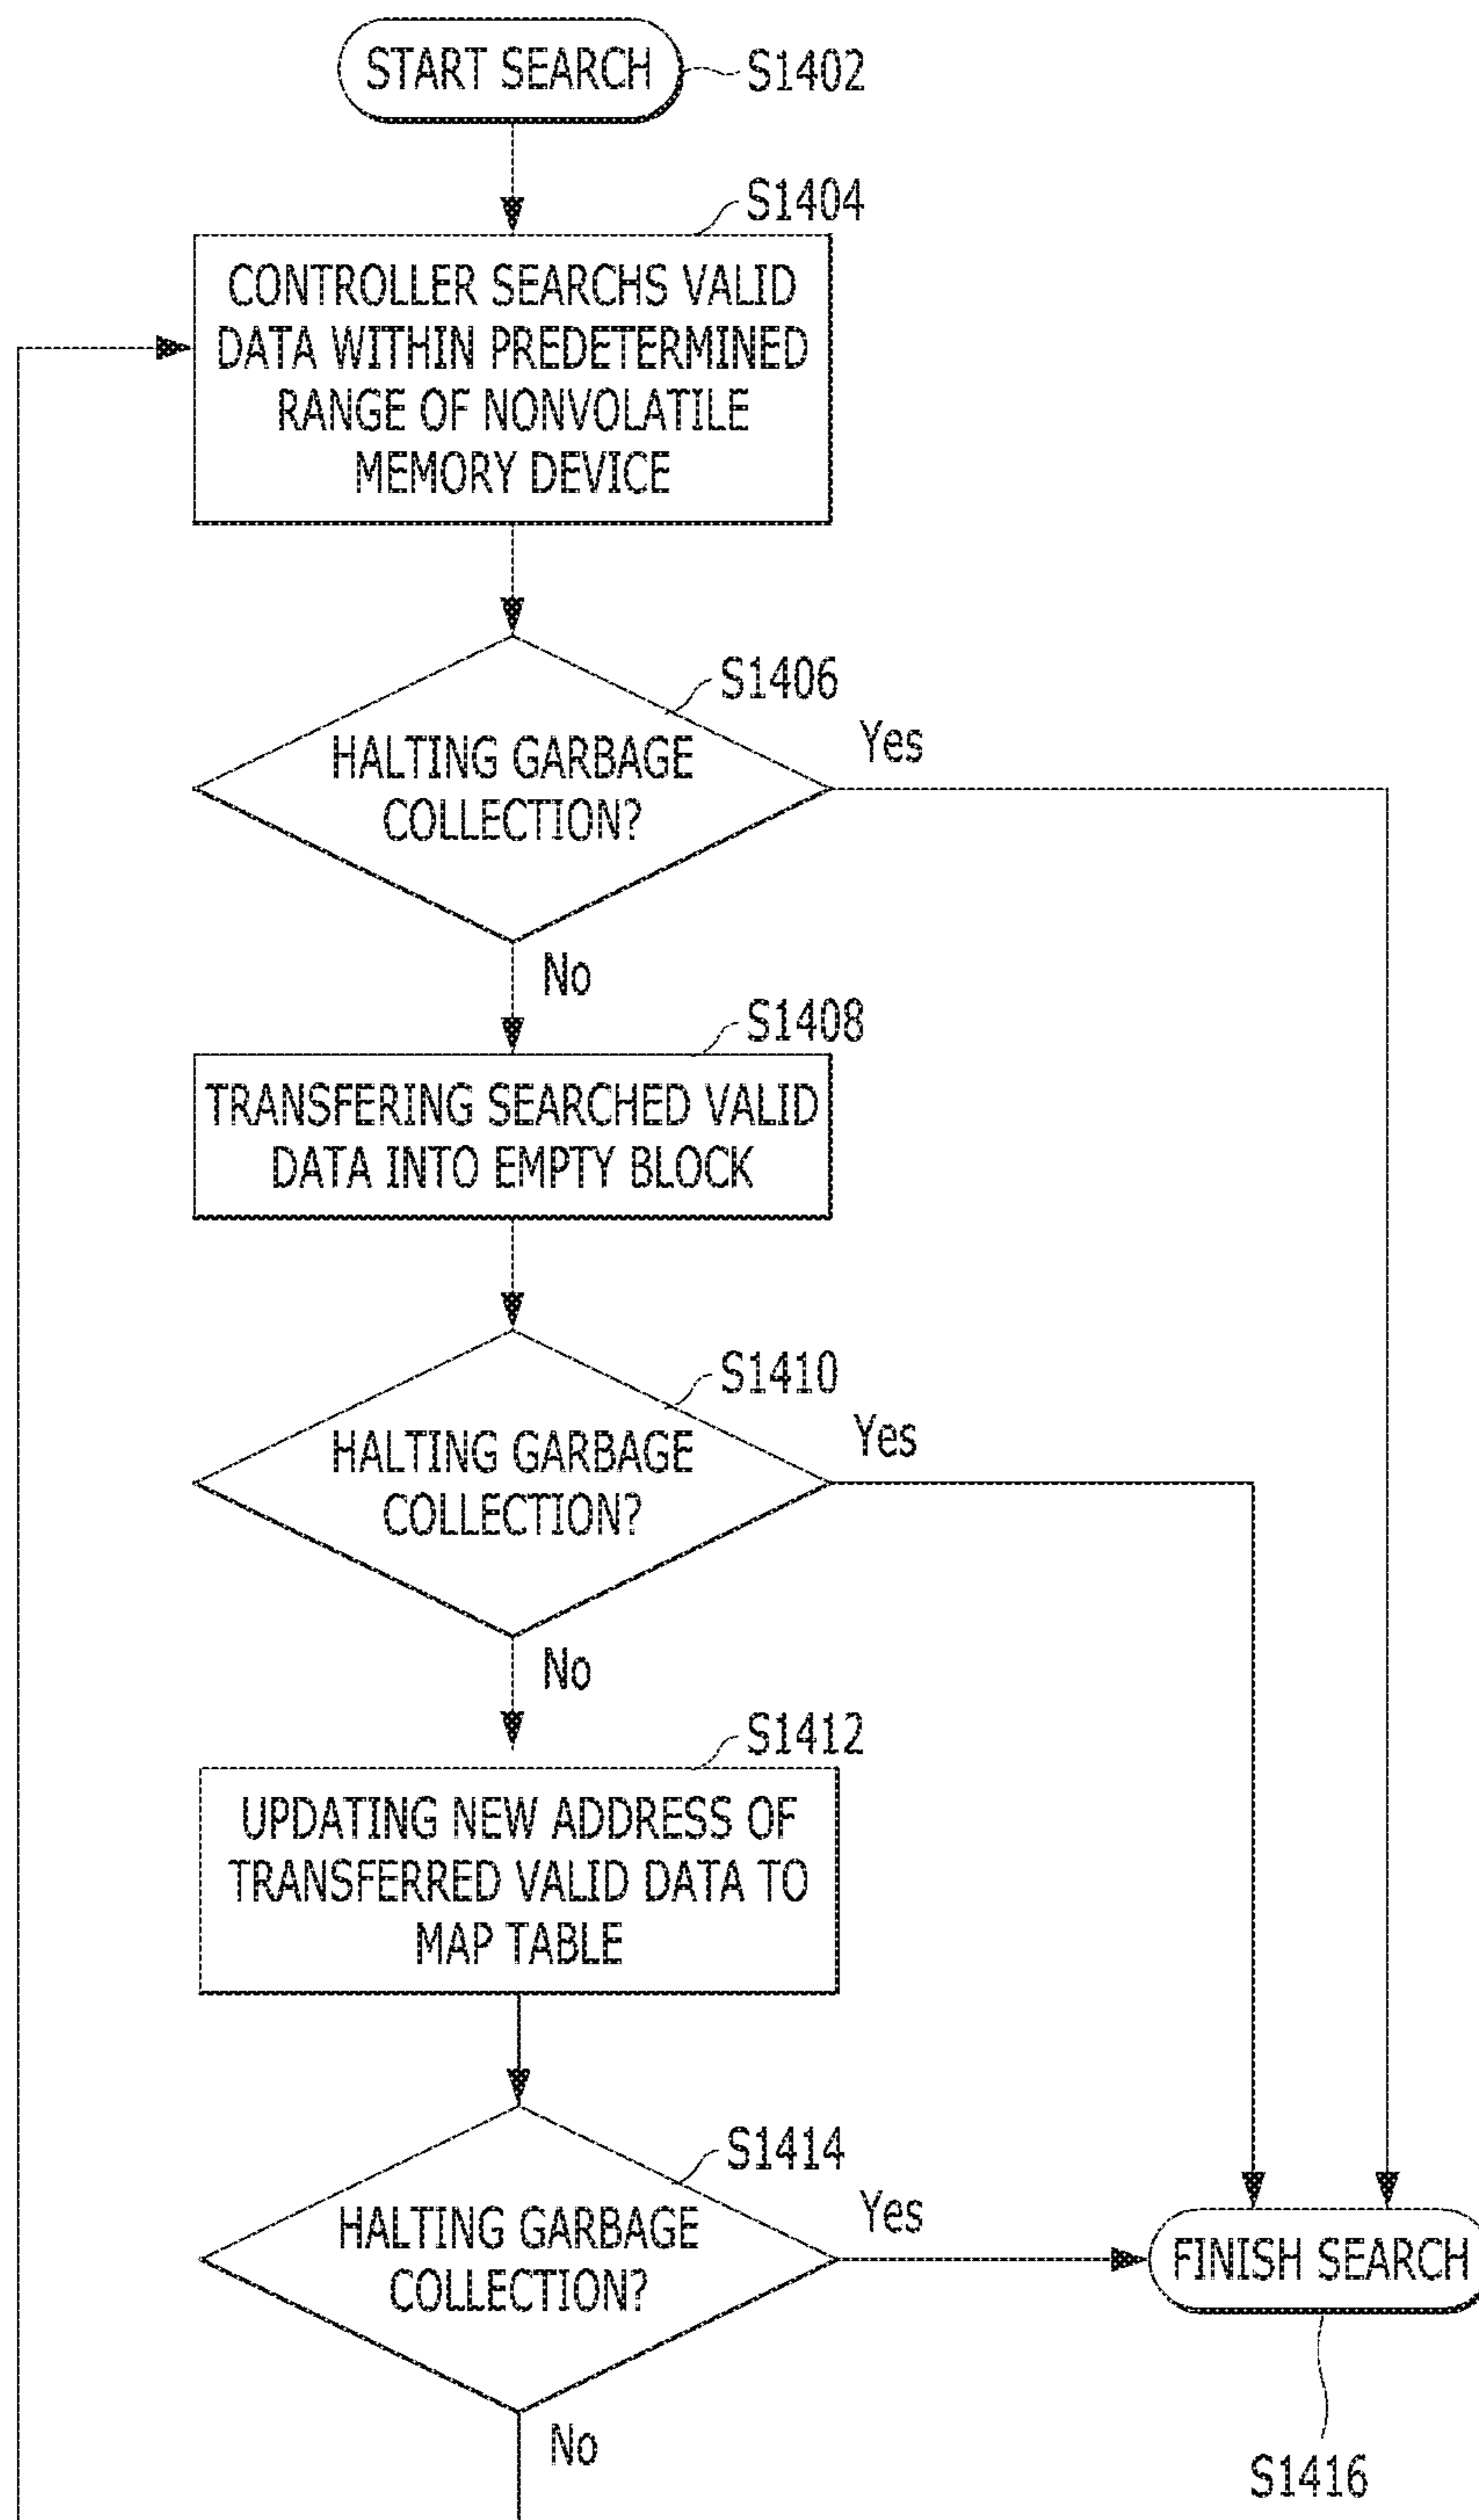 START SEARCH
S1402
S1404
CONTROLLER SEARCHS VALID
DATA WITHIN PREDETERMINED
RANGE OF NONVOLATILE
MEMORY DEVICE
S1406
HALTING GARBAGE
COLLECTION?
Yes
No
S1408
TRANSFERING SEARCHED VALID
DATA INTO EMPTY BLOCK
S1410
HALTING GARBAGE
COLLECTION?
Yes
No
S1412
UPDATING NEW ADDRESS OF
TRANSFERRED VALID DATA TO
MAP TABLE
S1414
HALTING GARBAGE
COLLECTION?
Yes
FINISH SEARCH
No
S1416